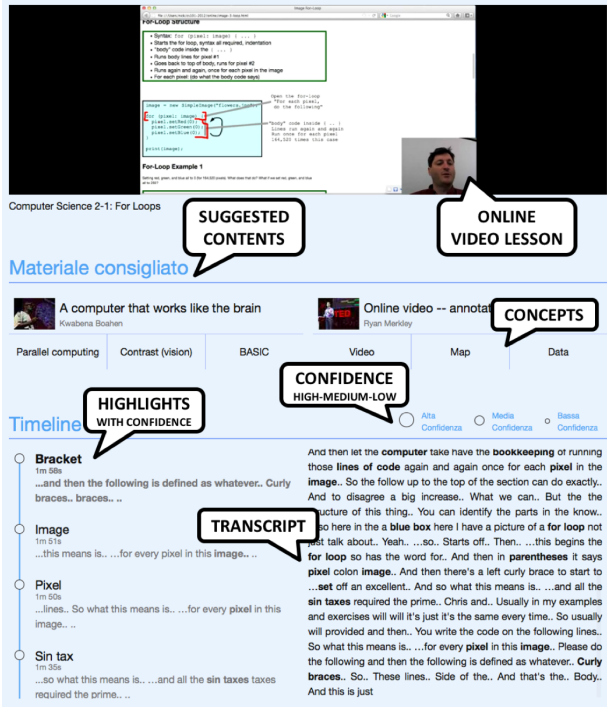 Image For-Loop
For-Loop Structure
• Syntax: for (pixel: image) { ... }
• Starts the for loop, syntax all required, indentation
• "body" code inside the { ... }
• Runs body lines for pixel #1
• Goes back to top of body, runs for pixel #2
• Runs again and again, once for each pixel in the image
• For each pixel: (do what the body code says)
Open the for-loop
"For each pixel,
do the following"
image = new SimpleImage("flowers.jpg");
for (pixel: image) {
pixel.setRed(0);
pixel.setGreen(0);
pixel.setBlue(0);
}
print(image);
"body" code inside { .. }
Lines run again and again
Run once for each pixel
164,520 times this case
For-Loop Example 1
Computer Science 2-1: For Loops
SUGGESTED
CONTENTS
ONLINE
VIDEO LESSON
Materiale consigliato
A computer that works like the brain
Kwabena Boahen
TED
Online video -- annotat
Ryan Merkley
CONCEPTS
Parallel computing
Contrast (vision)
BASIC
Video
Map
Data
CONFIDENCE
HIGH-MEDIUM-LOW
HIGHLIGHTS
WITH CONFIDENCE
Timeline
Alta
Confidenza
Media
Confidenza
Bassa
Confidenza
Bracket
1m 58s
...and then the following is defined as whatever.. Curly
braces.. braces.. ..
Image
1m 51s
...this means is.. ...for every pixel in this image.. ..
Pixel
1m 50s
...lines.. So what this means is.. ...for every pixel in this
image.. ..
Sin tax
1m 35s
...so what this means is.. ...and all the sin taxes taxes
required the prime.. ..
TRANSCRIPT
And then let the computer take have the bookkeeping of running
those lines of code again and again once for each pixel in the
image.. So the follow up to the top of the section can do exactly..
And to disagree a big increase.. What we can.. But the the
structure of this thing.. You can identify the parts in the know..
so here in the a blue box here I have a picture of a for loop not
just talk about.. Yeah.. ...so.. Starts off.. Then.. ...this begins the
for loop so has the word for.. And then in parentheses it says
pixel colon image.. And then there's a left curly brace to start to
...set off an excellent.. And so what this means is.. ...and all the
sin taxes required the prime.. Chris and.. Usually in my examples
and exercises will will it's just it's the same every time.. So usually
will provided and then.. You write the code on the following lines..
So what this means is.. ...for every pixel in this image.. Please do
the following and then the following is defined as whatever.. Curly
braces.. So.. These lines.. Side of the.. And that's the.. Body..
And this is just